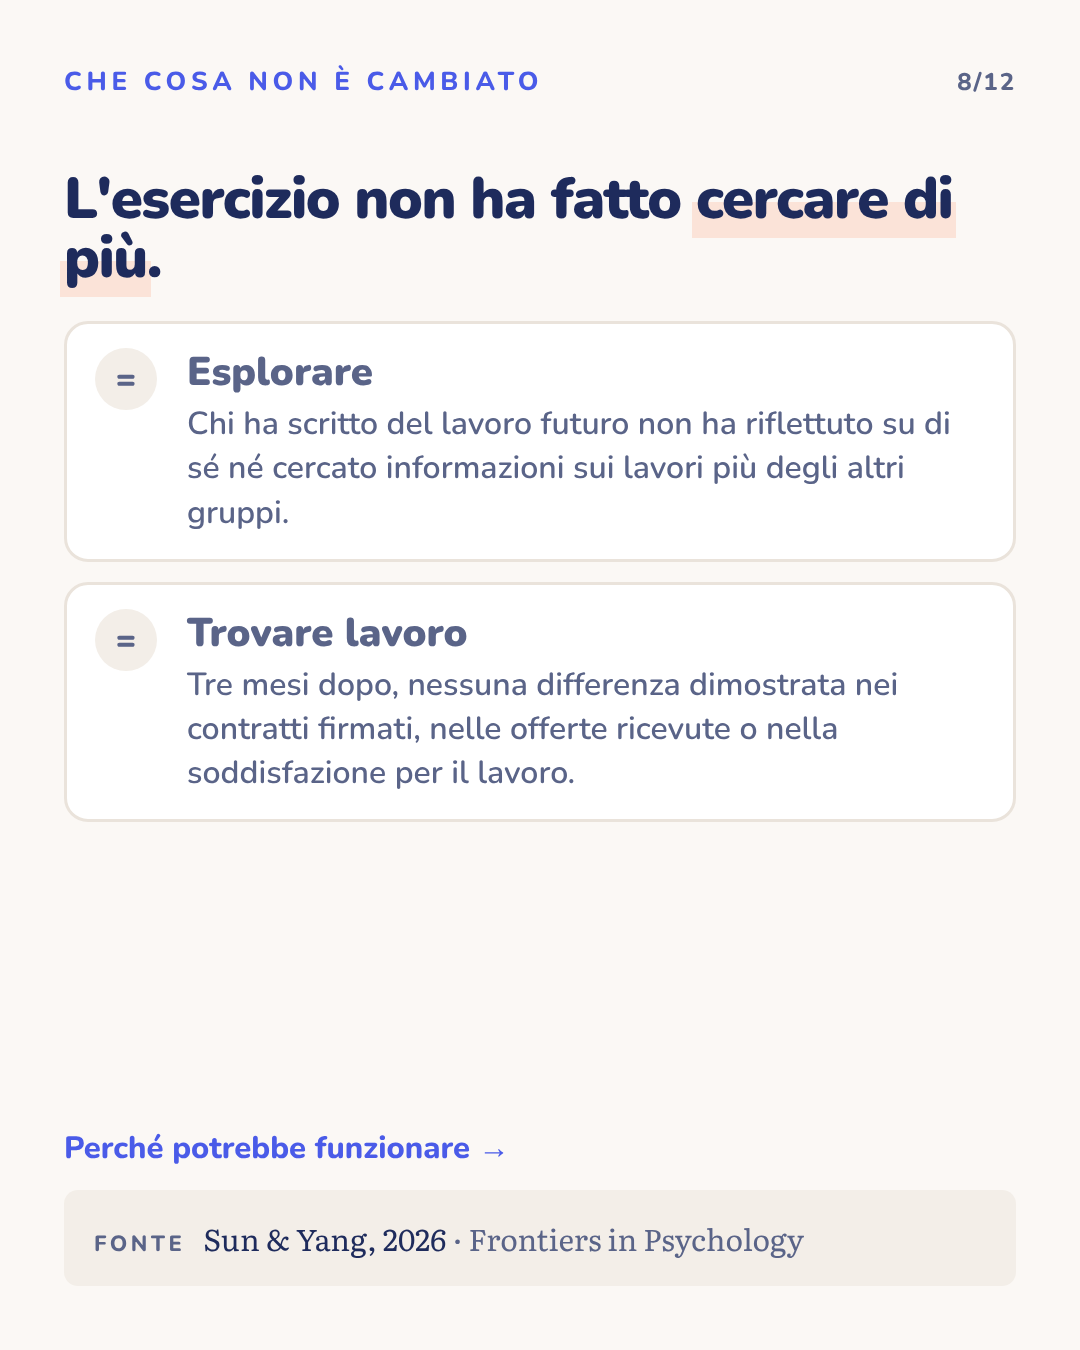 CHE COSA NON È CAMBIATO
8/12
L'esercizio non ha fatto cercare di
più.
=
Esplorare
Chi ha scritto del lavoro futuro non ha riflettuto su di
sé né cercato informazioni sui lavori più degli altri
gruppi.
=
Trovare lavoro
Tre mesi dopo, nessuna differenza dimostrata nei
contratti firmati, nelle offerte ricevute o nella
soddisfazione per il lavoro.
Perché potrebbe funzionare →
FONTE Sun & Yang, 2026 · Frontiers in Psychology